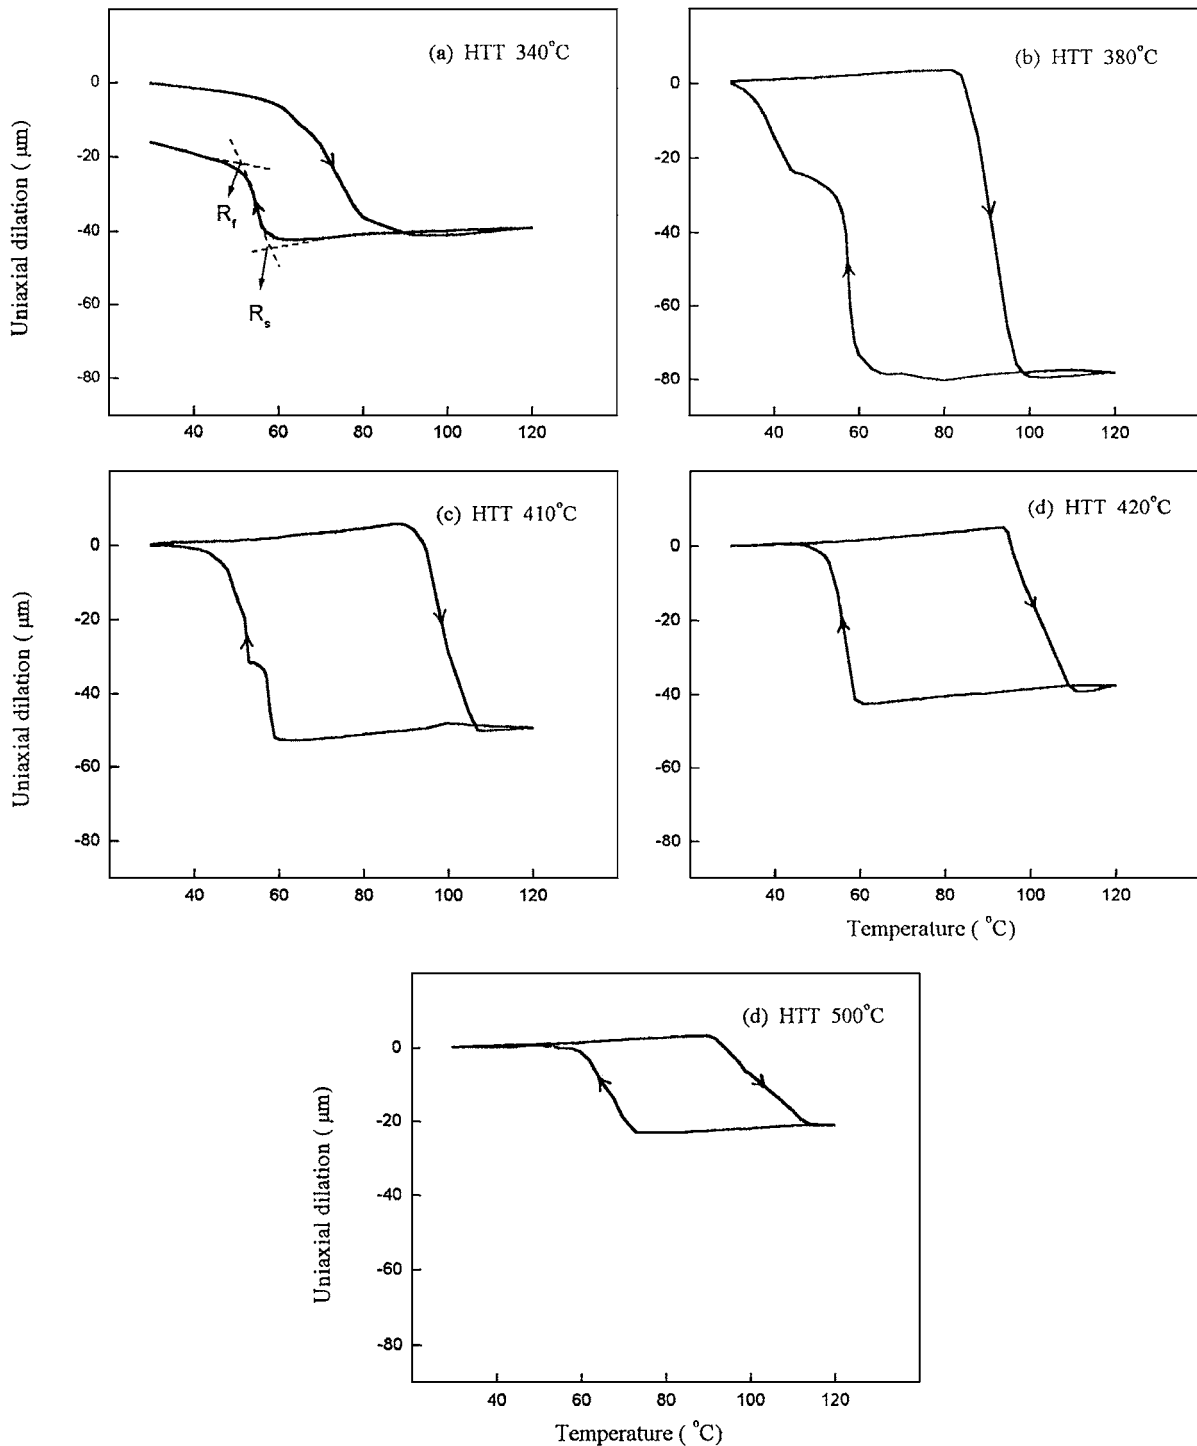 (a) HTT 340°C
0
-20
-40
-60
-80
40 60 80 100 120
Uniaxial dilation ( μm)
Rf
Rs
(b) HTT 380°C
0
-20
-40
-60
-80
40 60 80 100 120
(c) HTT 410°C
0
-20
-40
-60
-80
40 60 80 100 120
Uniaxial dilation ( μm)
(d) HTT 420°C
0
-20
-40
-60
-80
40 60 80 100 120
Temperature ( °C)
(d) HTT 500°C
0
-20
-40
-60
-80
40 60 80 100 120
Uniaxial dilation ( μm)
Temperature ( °C)